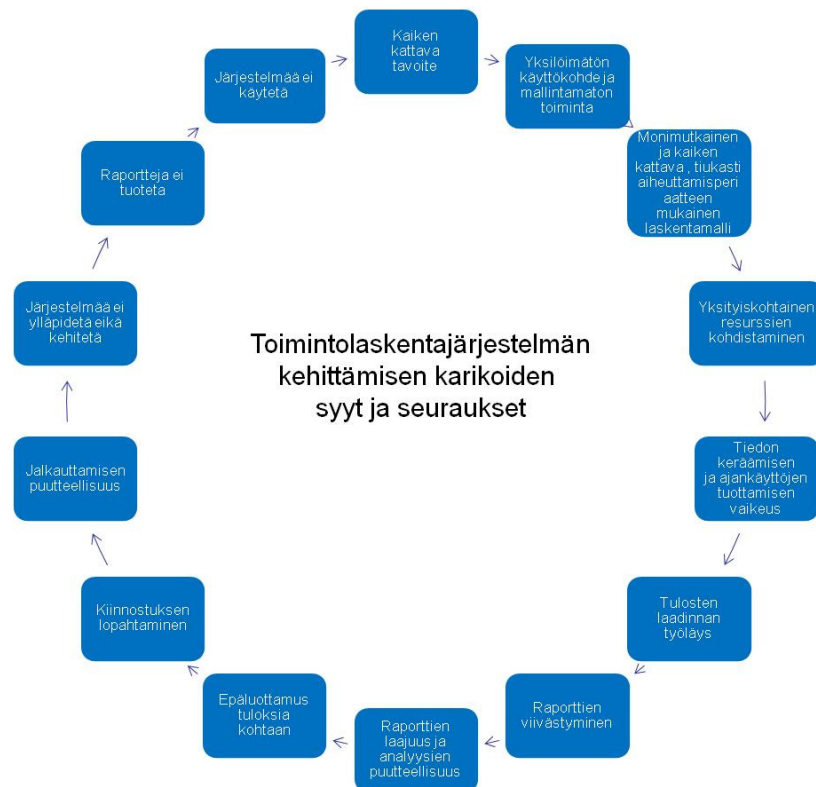 Kaiken
kattava
tavoite
Yksilöimätön
käyttökohde ja
mallintamaton
toiminta
Monimutkainen
ja kaiken
kattava , tiukasti
aiheuttamisperi
aatteen
mukainen
laskentamalli
Yksityiskohtainen
resurssien
kohdistaminen
Tiedon
keräämisen
ja ajankäyttöjen
tuottamisen
vaikeus
Tulosten
laadinnan
työläys
Raporttien
viivästyminen
Raporttien
laajuus ja
analyysien
puutteellisuus
Epäluottamus
tuloksia
kohtaan
Kiinnostuksen
lopahtaminen
Jalkauttamisen
puutteellisuus
Järjestelmää ei
ylläpidetä eikä
kehitetä
Raportteja ei
tuoteta
Järjestelmää ei
käytetä
Toimintolaskentajärjestelmän
kehittämisen karikoiden
syyt ja seuraukset